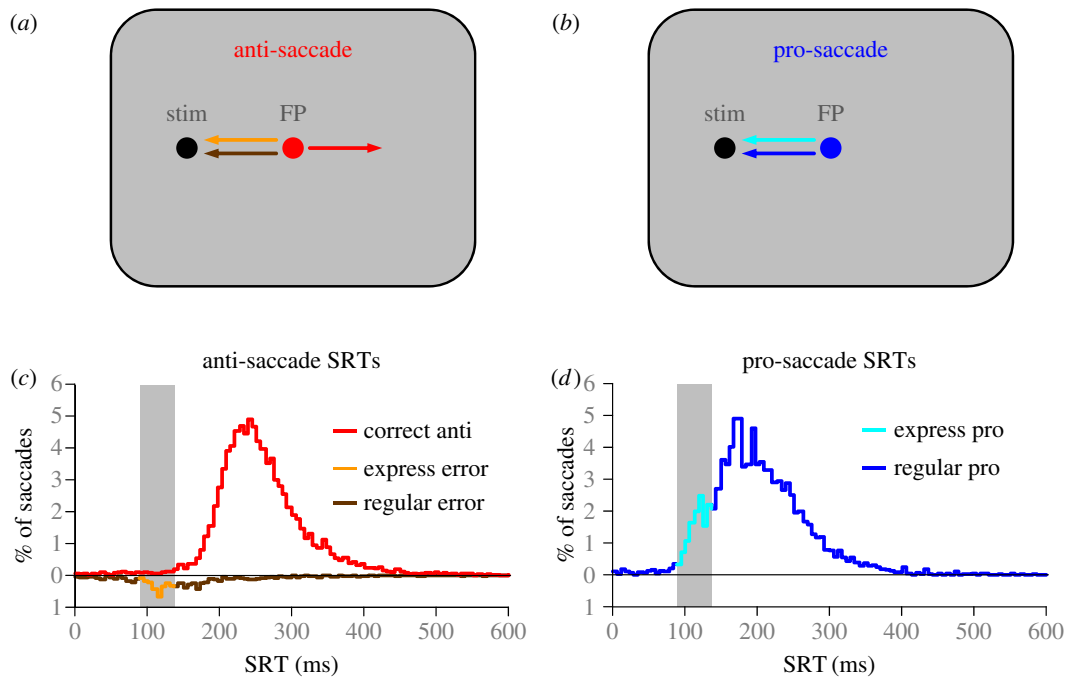 (a)
anti-saccade
stim FP
(b)
pro-saccade
stim FP
(c)
anti-saccade SRTs
6
5
4
3
2
1
0
1
% of saccades
correct anti
express error
regular error
0 100 200 300 400 500 600
SRT (ms)
(d)
pro-saccade SRTs
6
5
4
3
2
1
0
1
% of saccades
express pro
regular pro
0 100 200 300 400 500 600
SRT (ms)